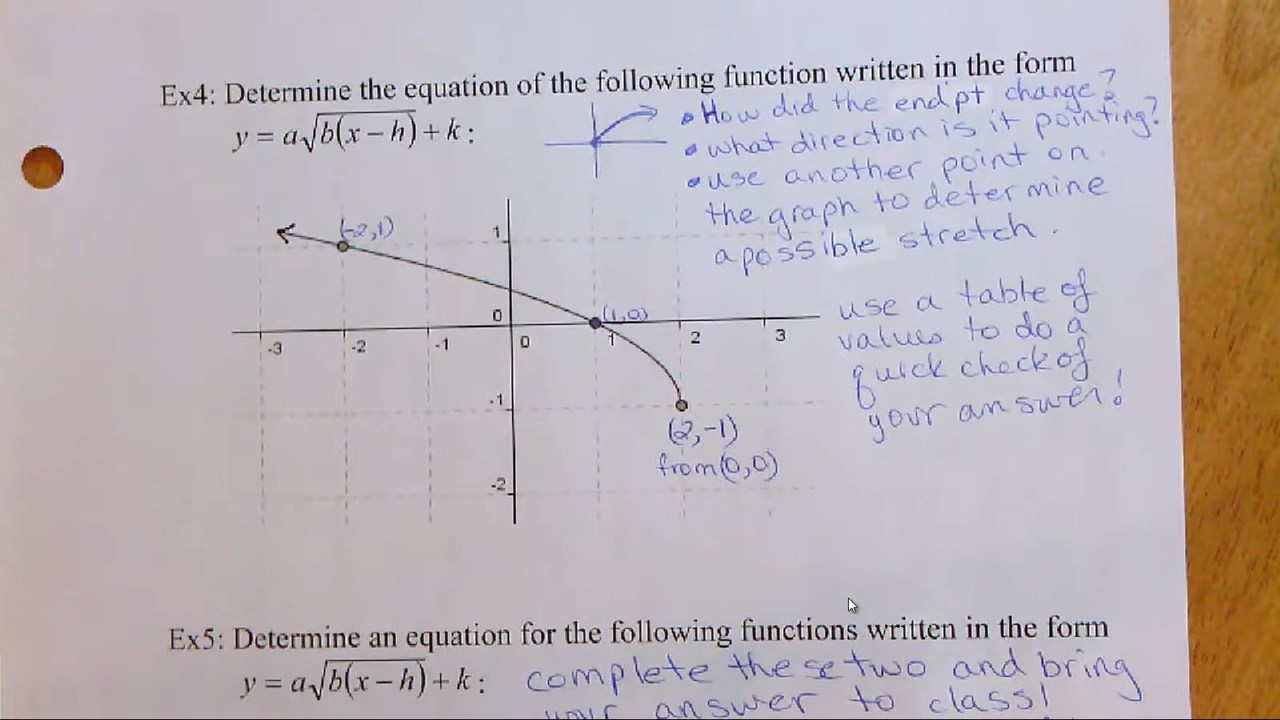 Ex4: Determine the equation of the following function written in the form
y = a√b(x − h) + k :
• How did the end pt change?
• what direction is it pointing?
• use another point on
the graph to determine
a possible stretch.
(-2,1)
1
use a table of
values to do a
quick check of
your answer!
0
(1,0)
-3
-2
-1
0
1
2
3
-1
(2,-1)
from (0,0)
-2
Ex5: Determine an equation for the following functions written in the form
y = a√b(x − h) + k :
complete these two and bring
your answer to class!